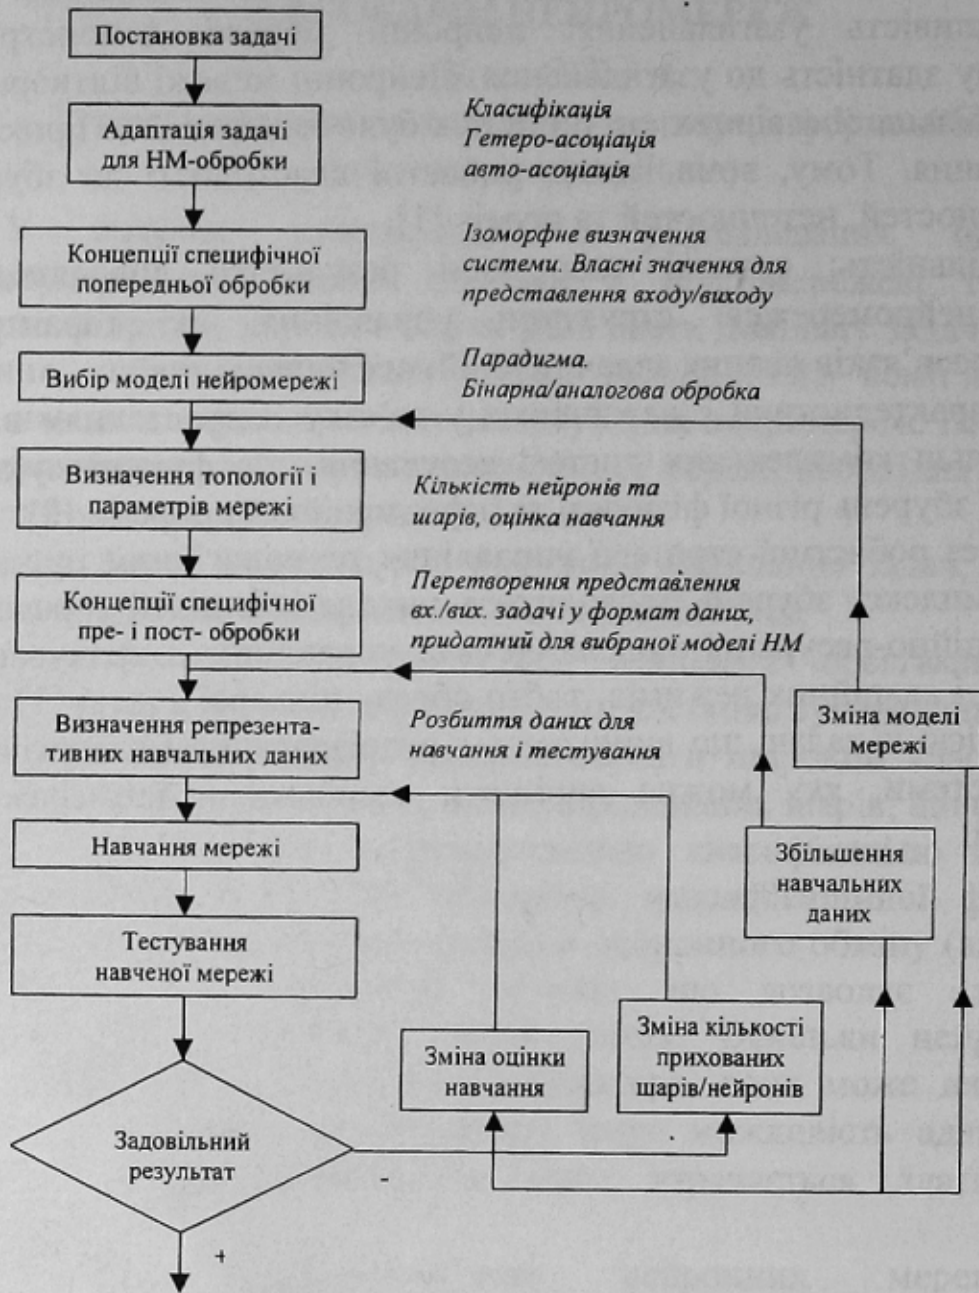 Постановка задачі
Адаптація задачі
для НМ-обробки
Класифікація
Гетеро-асоціація
авто-асоціація
Концепції специфічної
попередньої обробки
Ізоморфне визначення
системи. Власні значення для
представлення входу/виходу
Вибір моделі нейромережі
Парадигма.
Бінарна/аналогова обробка
Визначення топології і
параметрів мережі
Кількість нейронів та
шарів, оцінка навчання
Концепції специфічної
пре- і пост- обробки
Перетворення представлення
вх./вих. задачі у формат даних,
придатний для вибраної моделі НМ
Визначення репрезента-
тивних навчальних даних
Розбиття даних для
навчання і тестування
Зміна моделі
мережі
Навчання мережі
Збільшення
навчальних
даних
Тестування
навченої мережі
Зміна оцінки
навчання
Зміна кількості
прихованих
шарів/нейронів
Задовільний
результат
-
+